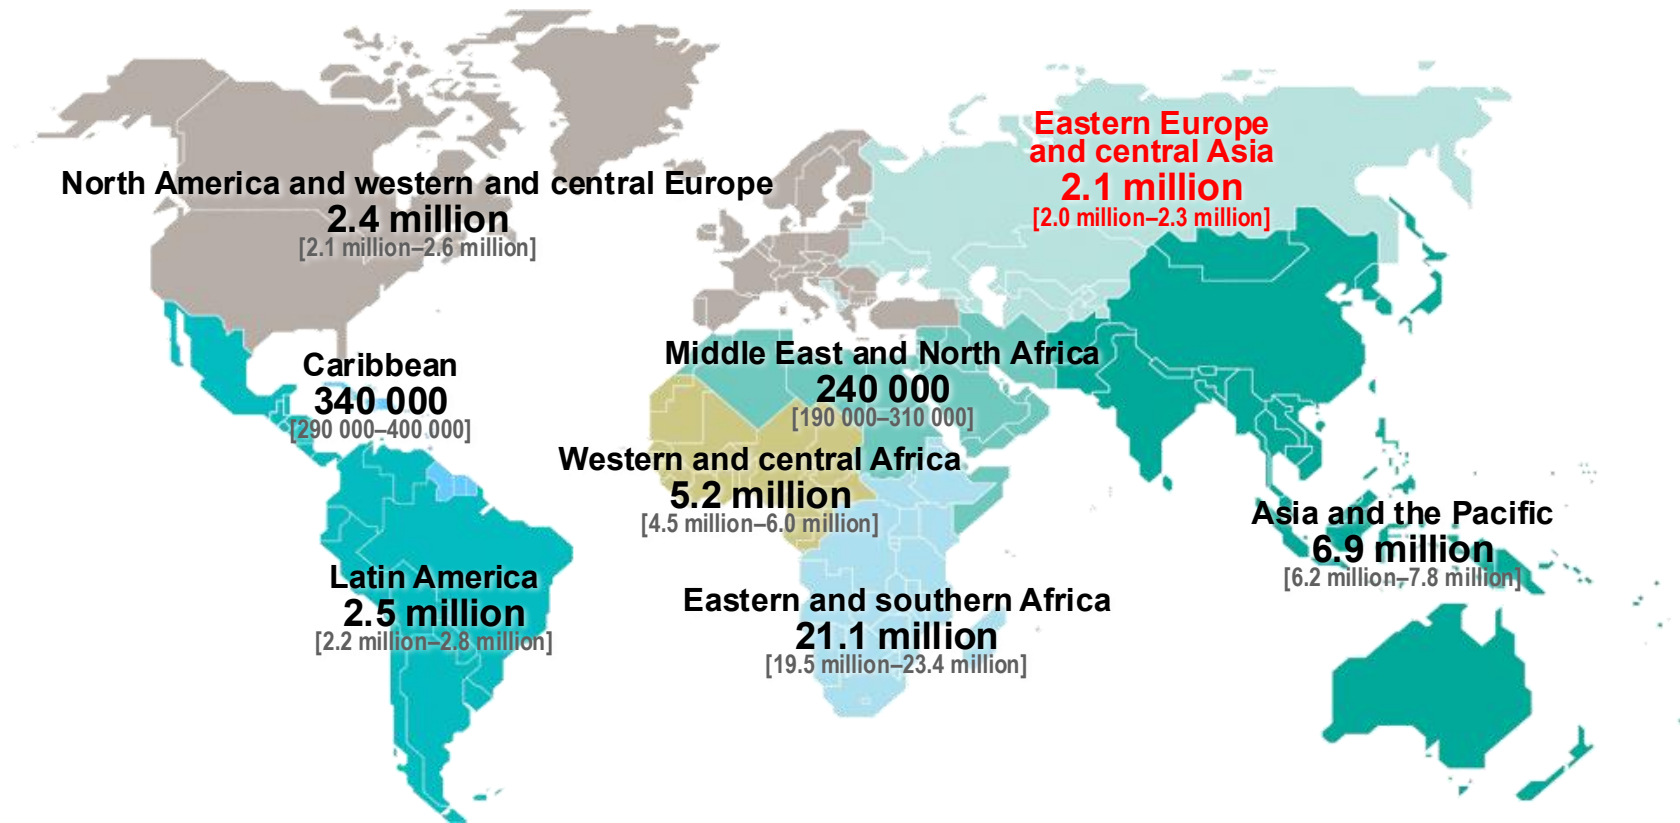 North America and western and central Europe
2.4 million
[2.1 million–2.6 million]
Eastern Europe
and central Asia
2.1 million
[2.0 million–2.3 million]
Caribbean
340 000
[290 000–400 000]
Middle East and North Africa
240 000
[190 000–310 000]
Western and central Africa
5.2 million
[4.5 million–6.0 million]
Asia and the Pacific
6.9 million
[6.2 million–7.8 million]
Latin America
2.5 million
[2.2 million–2.8 million]
Eastern and southern Africa
21.1 million
[19.5 million–23.4 million]